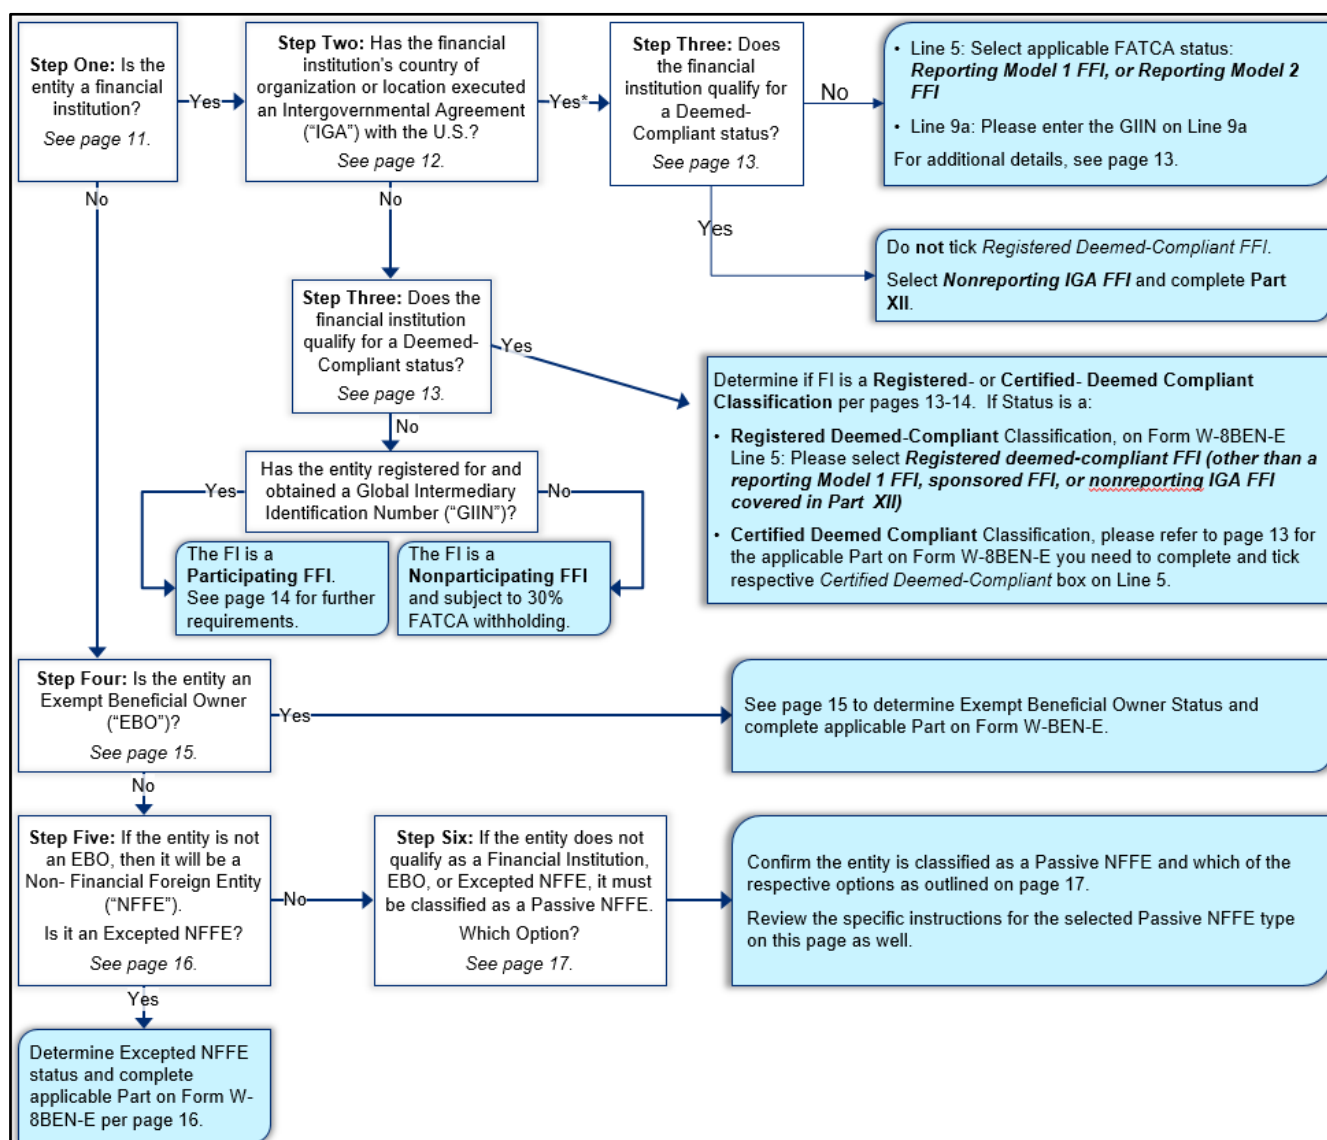 Step One: Is the
entity a financial
institution?
See page 11.
Yes
Step Two: Has the financial
institution's country of
organization or location executed
an Intergovernmental Agreement
("IGA") with the U.S.?
See page 12.
Yes*
Step Three: Does
the financial
institution qualify for
a Deemed-
Compliant status?
See page 13.
No
• Line 5: Select applicable FATCA status:
Reporting Model 1 FFI, or Reporting Model 2
FFI
• Line 9a: Please enter the GIIN on Line 9a
For additional details, see page 13.
No
No
Yes
Do not tick Registered Deemed-Compliant FFI.
Select Nonreporting IGA FFI and complete Part
XII.
Step Three: Does the
financial institution
qualify for a Deemed-
Compliant status?
See page 13.
Yes
Determine if FI is a Registered- or Certified- Deemed Compliant
Classification per pages 13-14. If Status is a:
• Registered Deemed-Compliant Classification, on Form W-8BEN-E
Line 5: Please select Registered deemed-compliant FFI (other than a
reporting Model 1 FFI, sponsored FFI, or nonreporting IGA FFI
covered in Part XII)
• Certified Deemed Compliant Classification, please refer to page 13 for
the applicable Part on Form W-8BEN-E you need to complete and tick
respective Certified Deemed-Compliant box on Line 5.
No
Has the entity registered for and
obtained a Global Intermediary
Identification Number ("GIIN")?
Yes
No
The FI is a
Participating FFI.
See page 14 for further
requirements.
The FI is a
Nonparticipating FFI
and subject to 30%
FATCA withholding.
Step Four: Is the entity an
Exempt Beneficial Owner
("EBO")?
See page 15.
Yes
See page 15 to determine Exempt Beneficial Owner Status and
complete applicable Part on Form W-BEN-E.
No
Step Five: If the entity is not
an EBO, then it will be a
Non- Financial Foreign Entity
("NFFE").
Is it an Excepted NFFE?
See page 16.
No
Step Six: If the entity does not
qualify as a Financial Institution,
EBO, or Excepted NFFE, it must
be classified as a Passive NFFE.
Which Option?
See page 17.
Confirm the entity is classified as a Passive NFFE and which of the
respective options as outlined on page 17.
Review the specific instructions for the selected Passive NFFE type
on this page as well.
Yes
Determine Excepted NFFE
status and complete
applicable Part on Form W-
8BEN-E per page 16.